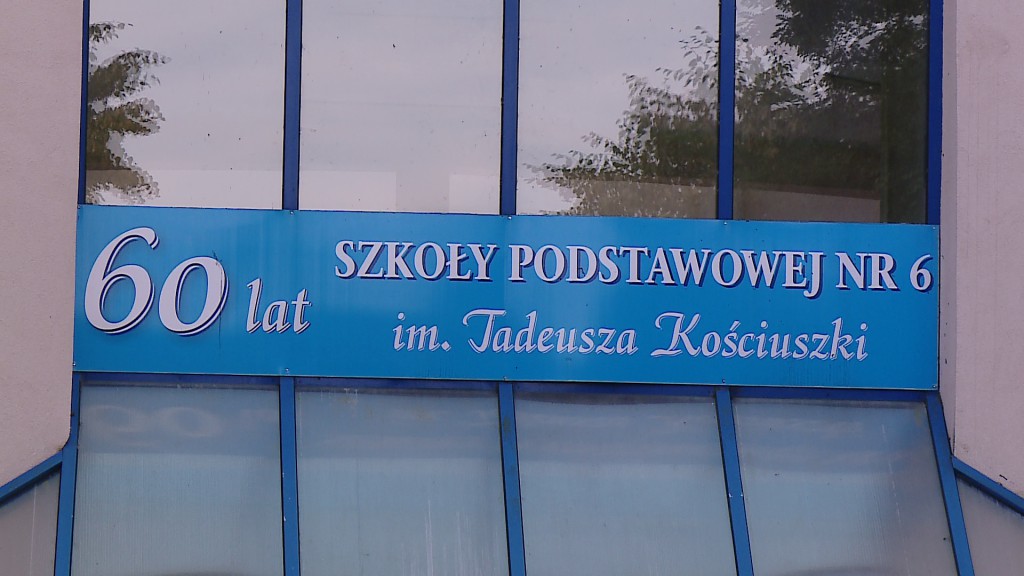 60 lat
SZKOŁY PODSTAWOWEJ NR 6
im. Tadeusza Kościuszki